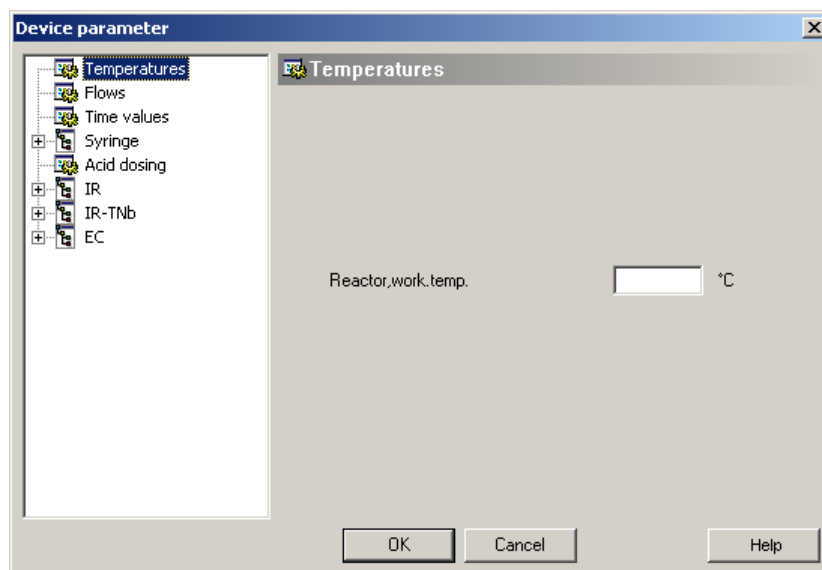 Device parameter
Temperatures
Flows
Time values
Syringe
Acid dosing
IR
IR-TNb
EC
Temperatures
Reactor,work.temp.
°C
OK
Cancel
Help